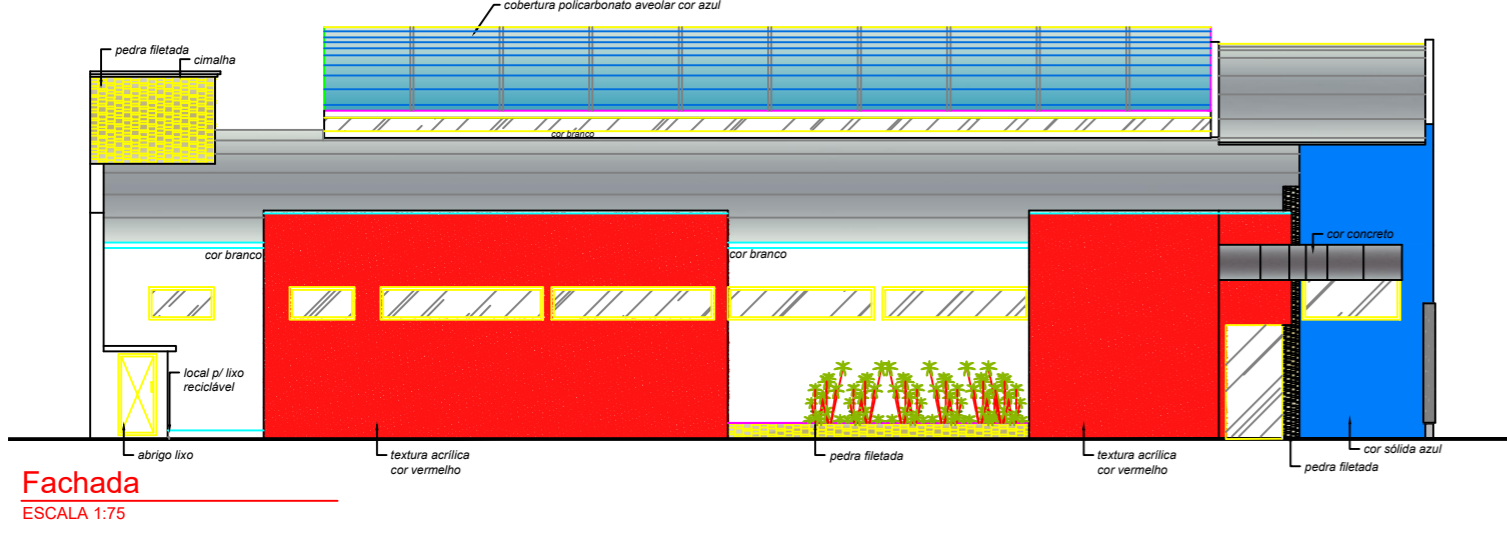 cobertura policarbonato aveolar cor azul
pedra filetada
cimalha
cor branco
cor concreto
cor branco
cor branco
local p/ lixo
reciclável
abrigo lixo
textura acrílica
cor vermelho
pedra filetada
textura acrílica
cor vermelho
cor sólida azul
pedra filetada
Fachada
ESCALA 1:75